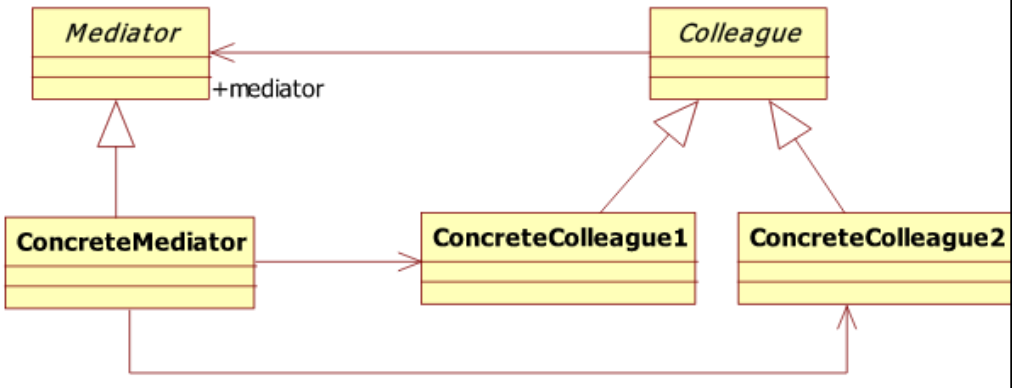 Mediator
Colleague
+mediator
ConcreteMediator
ConcreteColleague1
ConcreteColleague2